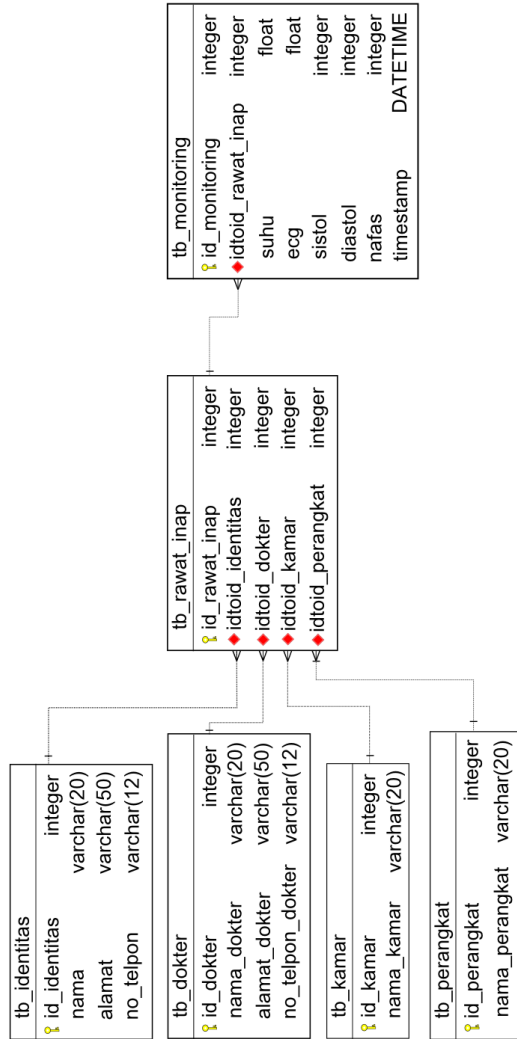 tb_identitas
id_identitas integer
nama varchar(20)
alamat varchar(50)
no_telpon varchar(12)
tb_dokter
id_dokter integer
nama_dokter varchar(20)
alamat_dokter varchar(50)
no_telpon_dokter varchar(12)
tb_kamar
id_kamar integer
nama_kamar varchar(20)
tb_perangkat
id_perangkat integer
nama_perangkat varchar(20)
tb_rawat_inap
id_rawat_inap integer
idtoid_identitas integer
idtoid_dokter integer
idtoid_kamar integer
idtoid_perangkat integer
tb_monitoring
id_monitoring integer
idtoid_rawat_inap integer
suhu float
ecg float
sistol integer
diastol integer
nafas integer
timestamp DATETIME